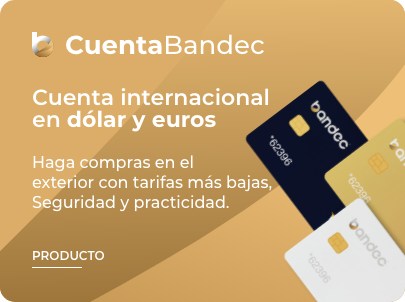 CuentaBandec
Cuenta internacional
en dólar y euros
Haga compras en el
exterior con tarifas más bajas,
Seguridad y practicidad.
PRODUCTO
bandec
*62396
bandec
*62396
bandec
*62396